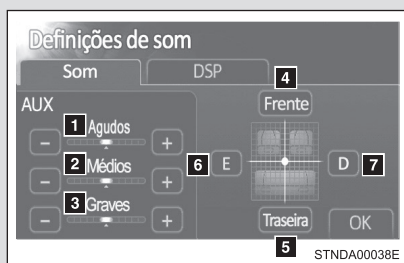 Definições de som
Som DSP
4
AUX Frente
1 Agudos
- +
2 Médios 6 E D 7
- +
3 Graves
- + Traseira OK
5
STNDA00038E